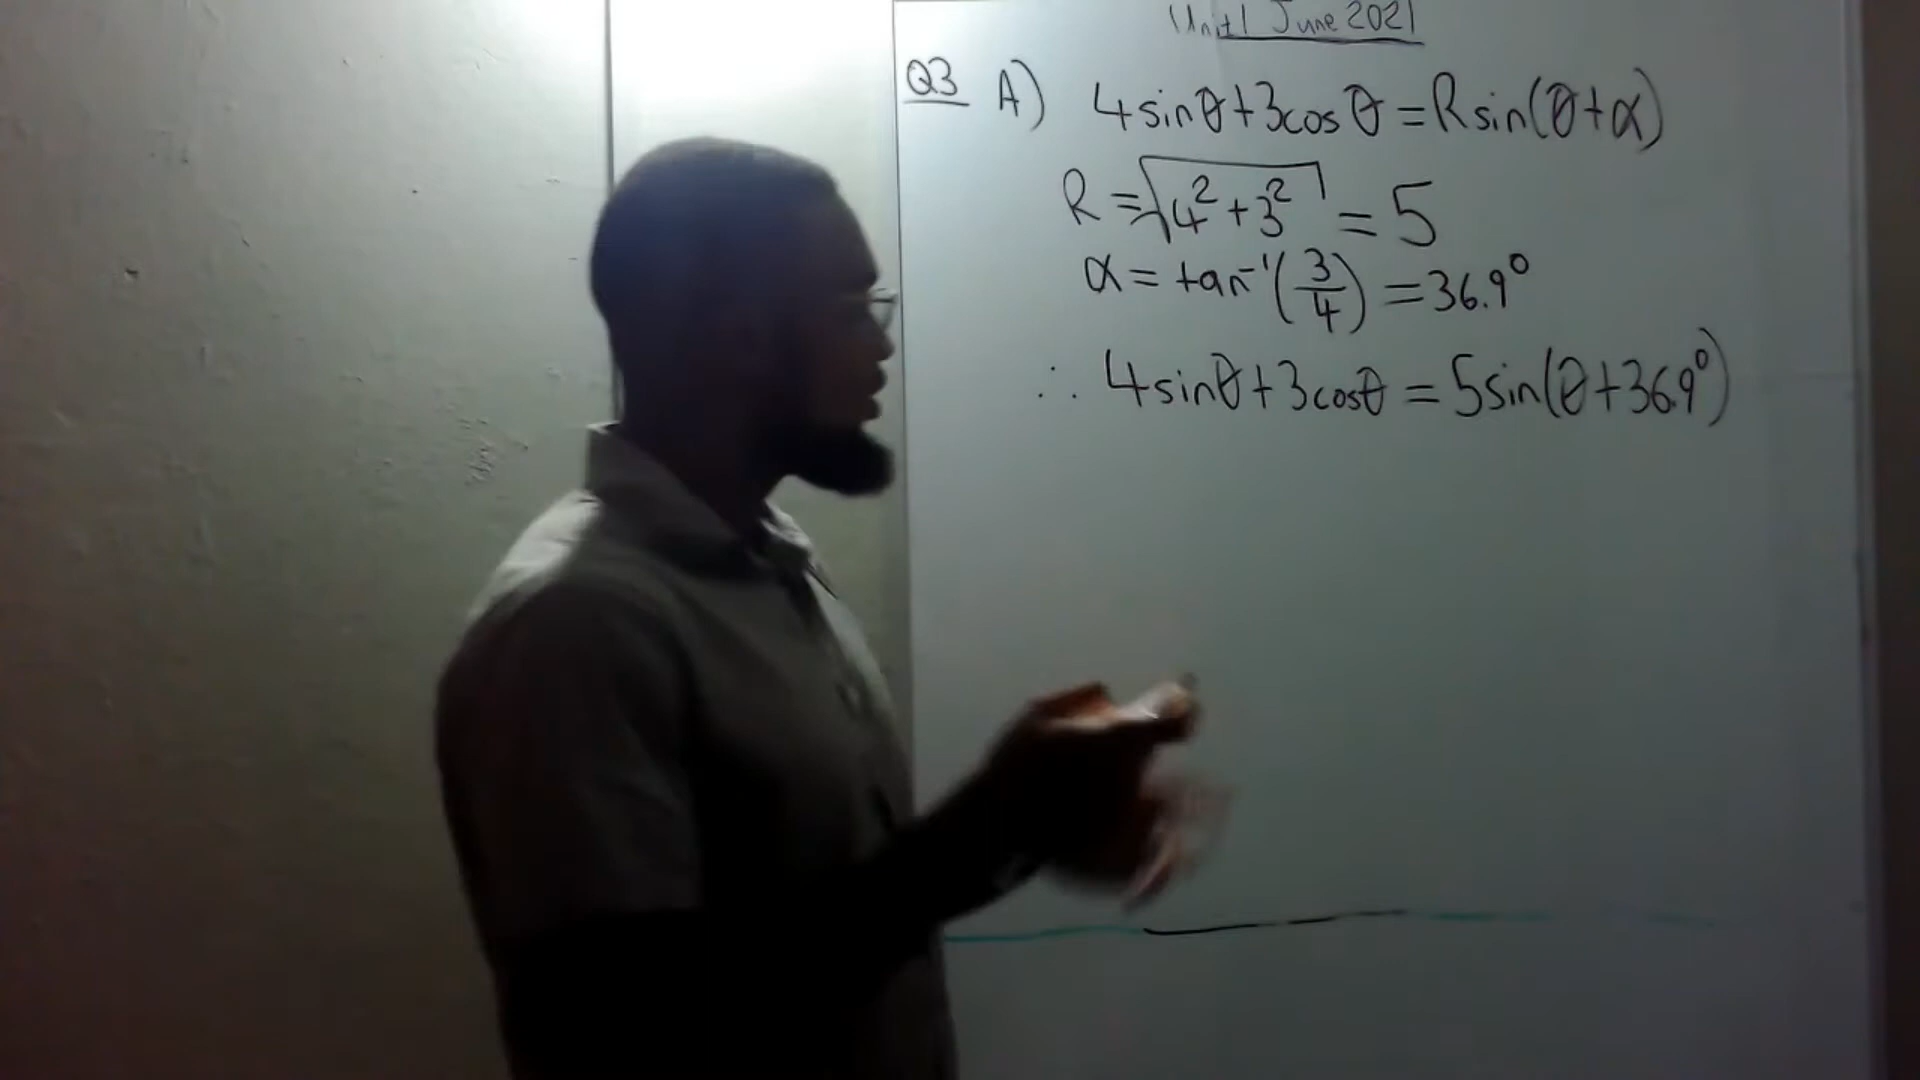 Unit 1 June 2021
Q3 A) 4sinθ+3cosθ=Rsin(θ+α)
R=√4²+3² = 5
α = tan⁻¹(3/4) = 36.9°
∴ 4sinθ+3cosθ = 5sin(θ+36.9°)